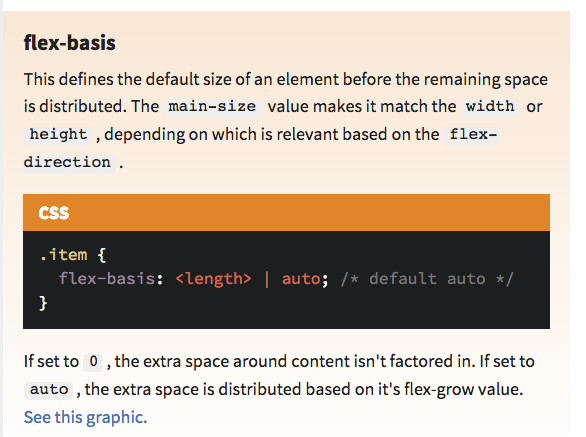 flex-basis
This defines the default size of an element before the remaining space
is distributed. The main-size value makes it match the width or
height , depending on which is relevant based on the flex-
direction .
CSS
.item {
  flex-basis: <length> | auto; /* default auto */
}
If set to 0 , the extra space around content isn't factored in. If set to
auto , the extra space is distributed based on it's flex-grow value.
See this graphic.